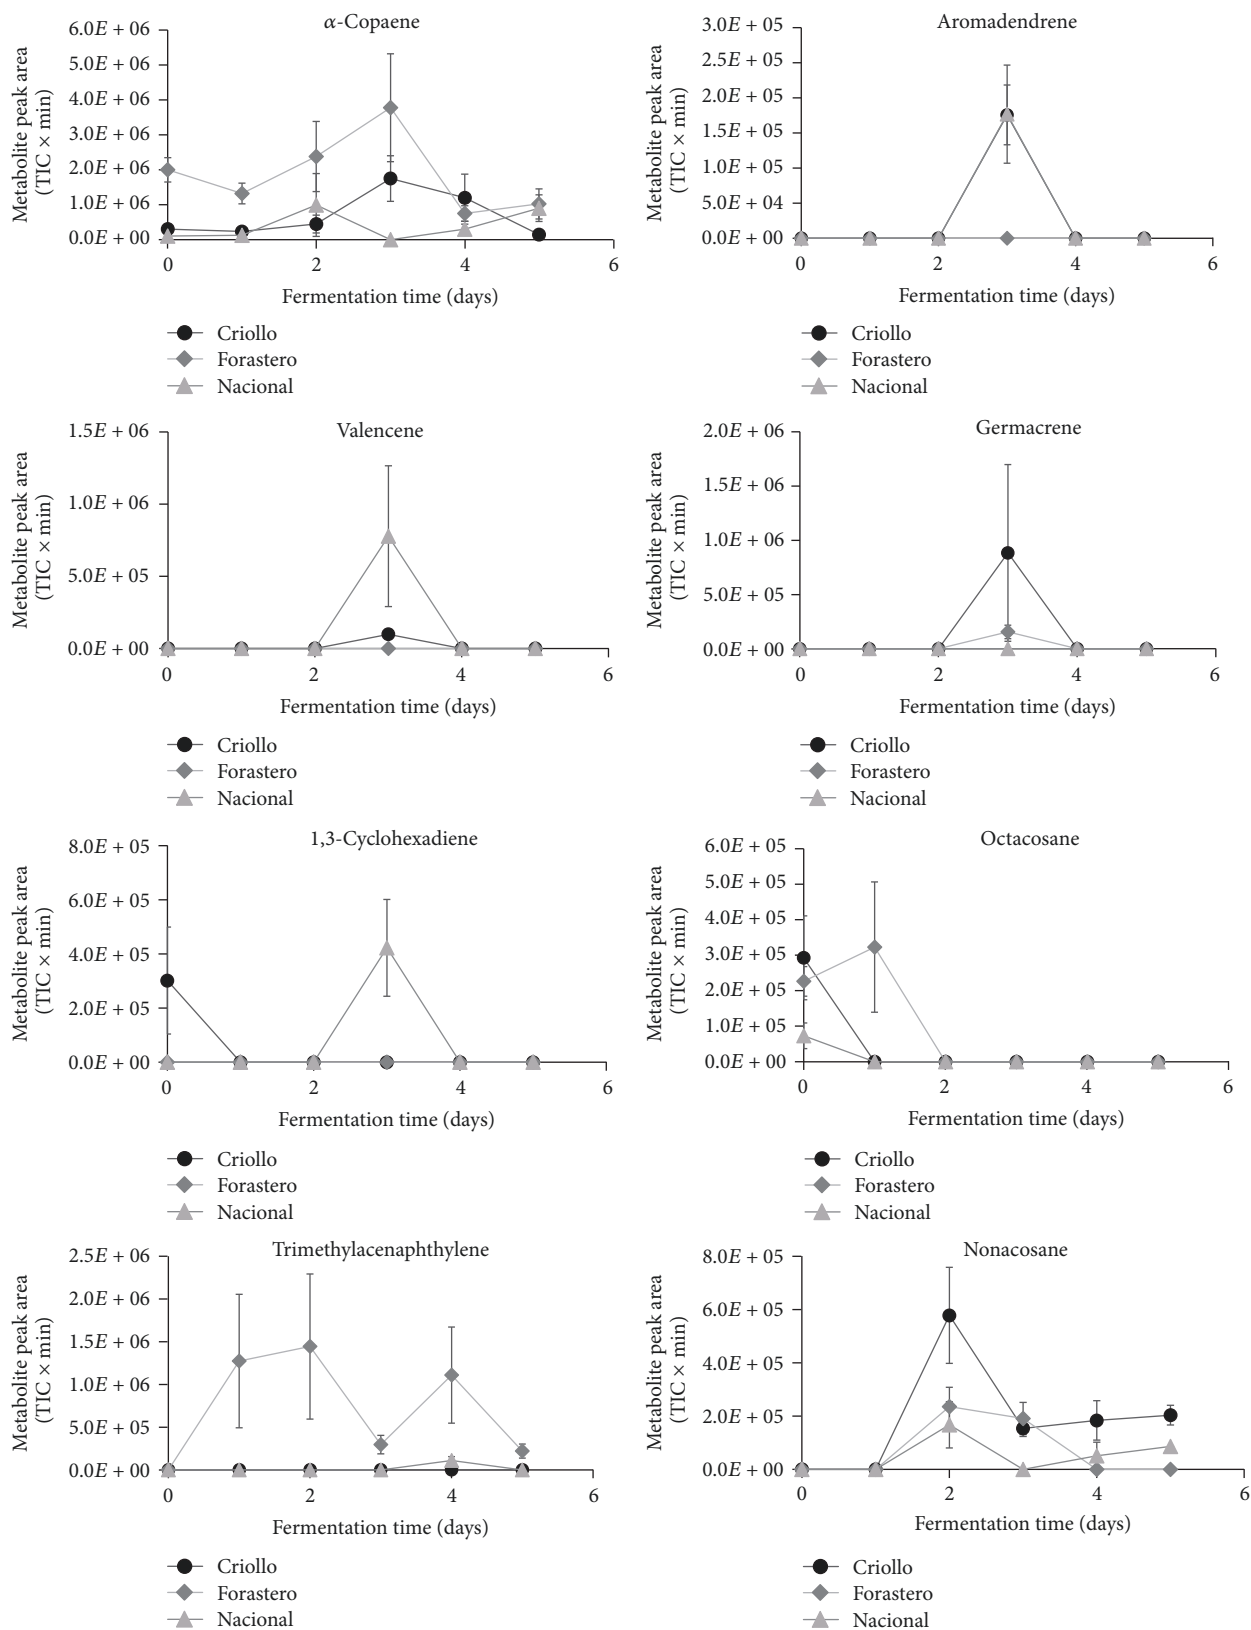 α-Copaene
Metabolite peak area
(TIC × min)
6.0E + 06
5.0E + 06
4.0E + 06
3.0E + 06
2.0E + 06
1.0E + 06
0.0E + 00
0 2 4 6
Fermentation time (days)
Criollo
Forastero
Nacional
Aromadendrene
Metabolite peak area
(TIC × min)
3.0E + 05
2.5E + 05
2.0E + 05
1.5E + 05
1.0E + 05
5.0E + 04
0.0E + 00
0 2 4 6
Fermentation time (days)
Criollo
Forastero
Nacional
Valencene
Metabolite peak area
(TIC × min)
1.5E + 06
1.0E + 06
5.0E + 05
0.0E + 00
0 2 4 6
Fermentation time (days)
Criollo
Forastero
Nacional
Germacrene
Metabolite peak area
(TIC × min)
2.0E + 06
1.5E + 06
1.0E + 06
5.0E + 05
0.0E + 00
0 2 4 6
Fermentation time (days)
Criollo
Forastero
Nacional
1,3-Cyclohexadiene
Metabolite peak area
(TIC × min)
8.0E + 05
6.0E + 05
4.0E + 05
2.0E + 05
0.0E + 00
0 2 4 6
Fermentation time (days)
Criollo
Forastero
Nacional
Octacosane
Metabolite peak area
(TIC × min)
6.0E + 05
5.0E + 05
4.0E + 05
3.0E + 05
2.0E + 05
1.0E + 05
0.0E + 00
0 2 4 6
Fermentation time (days)
Criollo
Forastero
Nacional
Trimethylacenaphthylene
Metabolite peak area
(TIC × min)
2.5E + 06
2.0E + 06
1.5E + 06
1.0E + 06
5.0E + 05
0.0E + 00
0 2 4 6
Fermentation time (days)
Criollo
Forastero
Nacional
Nonacosane
Metabolite peak area
(TIC × min)
8.0E + 05
6.0E + 05
4.0E + 05
2.0E + 05
0.0E + 00
0 2 4 6
Fermentation time (days)
Criollo
Forastero
Nacional